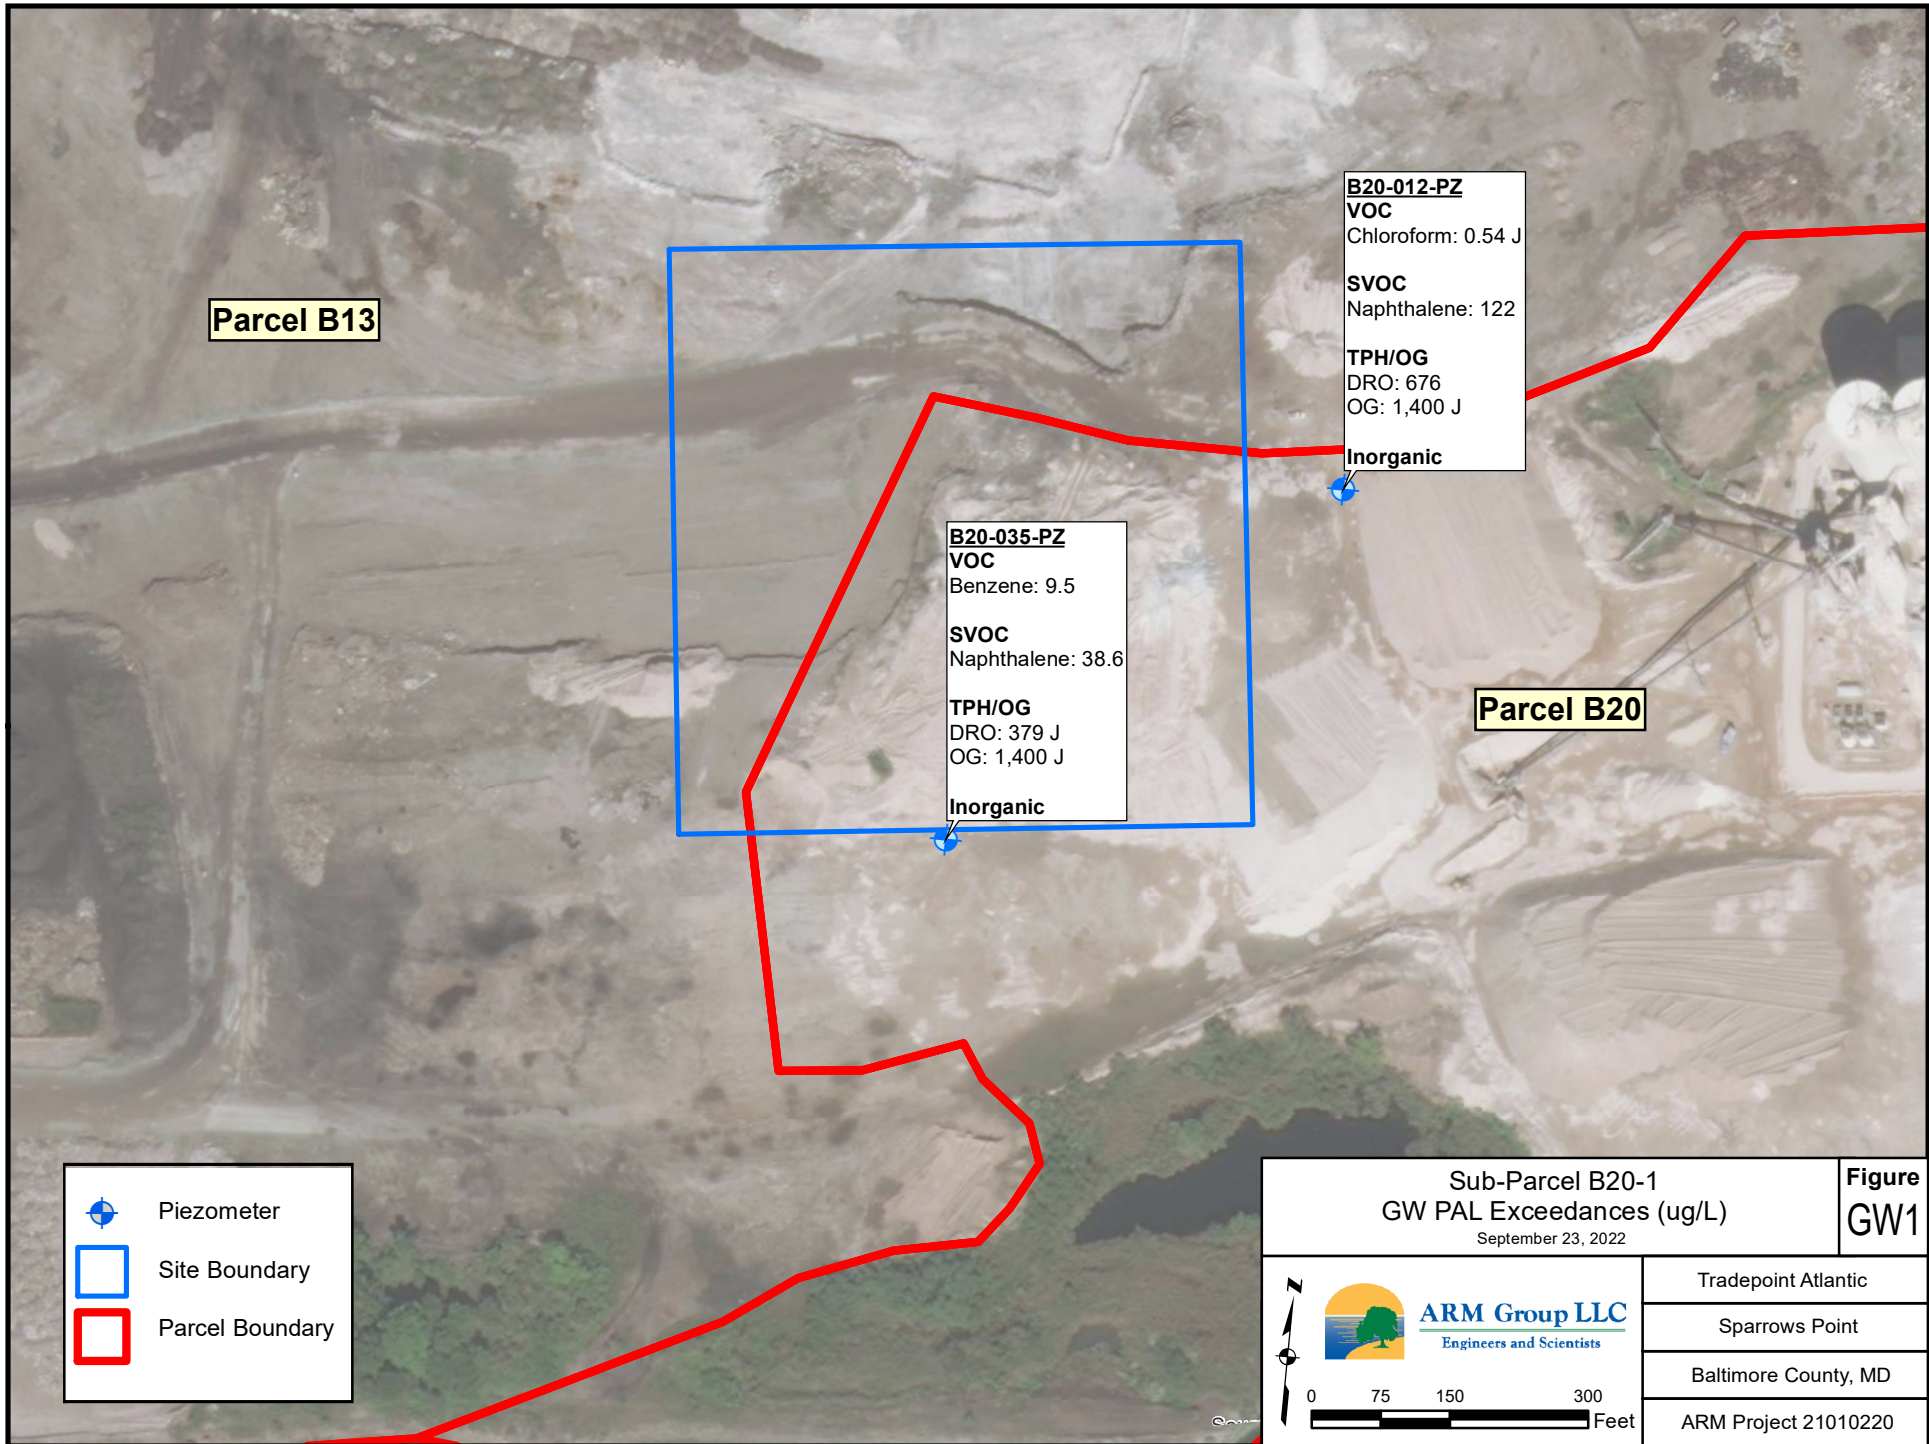 Parcel B13
B20-012-PZ
VOC
Chloroform: 0.54 J
SVOC
Naphthalene: 122
TPH/OG
DRO: 676
OG: 1,400 J
Inorganic
B20-035-PZ
VOC
Benzene: 9.5
SVOC
Naphthalene: 38.6
TPH/OG
DRO: 379 J
OG: 1,400 J
Inorganic
Parcel B20
Piezometer
Site Boundary
Parcel Boundary
Sub-Parcel B20-1
GW PAL Exceedances (ug/L)
September 23, 2022
Figure
GW1
N
ARM Group LLC
Engineers and Scientists
0 75 150 300
Feet
Tradepoint Atlantic
Sparrows Point
Baltimore County, MD
ARM Project 21010220